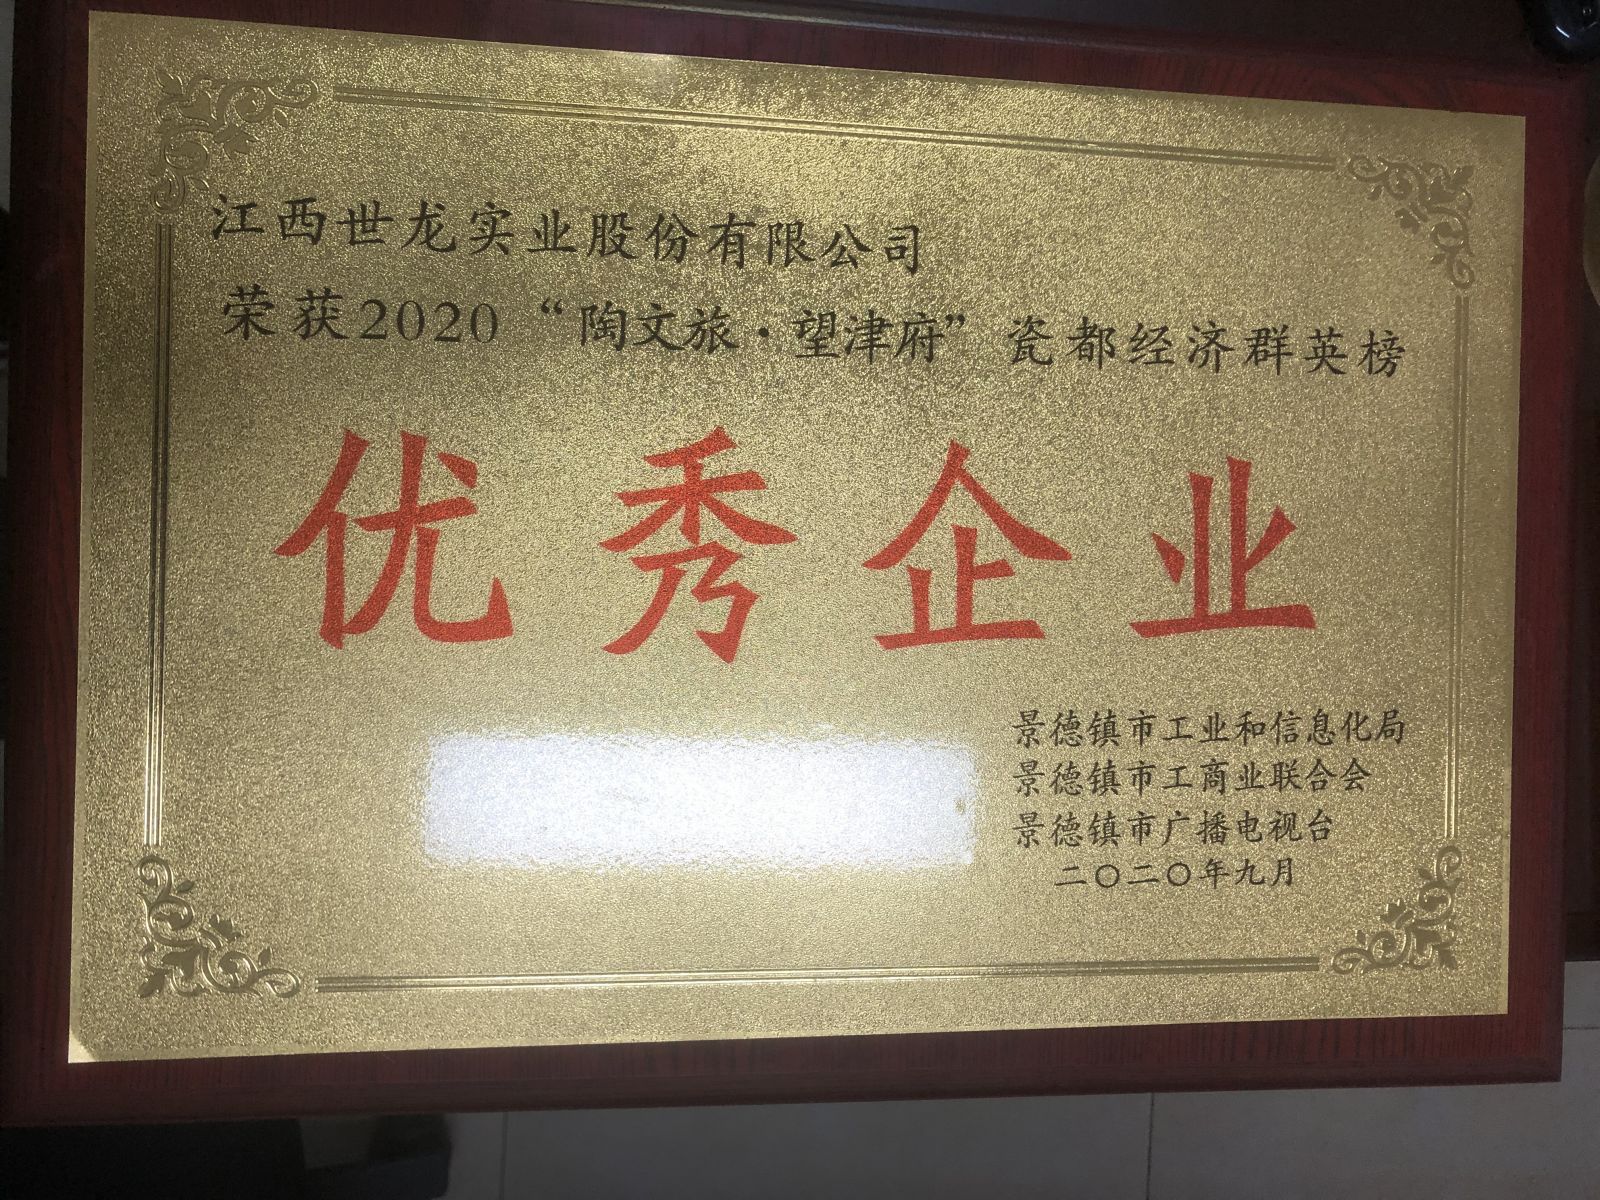 江西世龙实业股份有限公司
荣获2020“陶文旅·望津府”瓷都经济群英榜
优秀企业
景德镇市工业和信息化局
景德镇市工商业联合会
景德镇市广播电视台
二〇二〇年九月